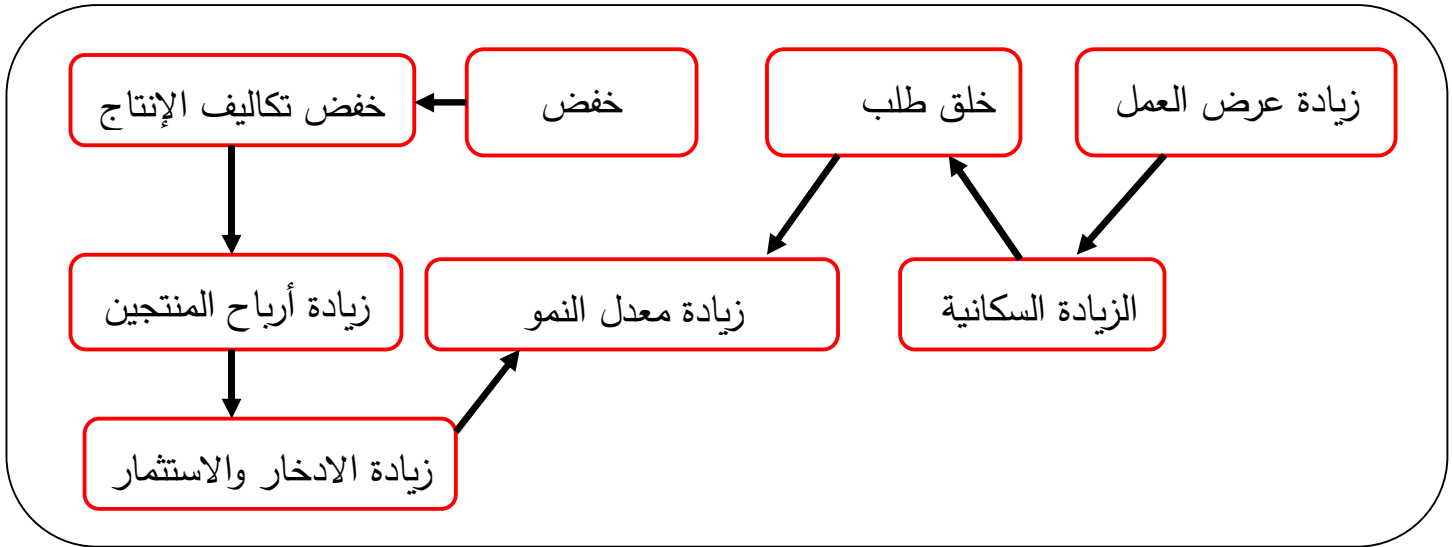 زيادة عرض العمل
خلق طلب
خفض
خفض تكاليف الإنتاج
الزيادة السكانية
زيادة معدل النمو
زيادة أرباح المنتجين
زيادة الادخار والاستثمار